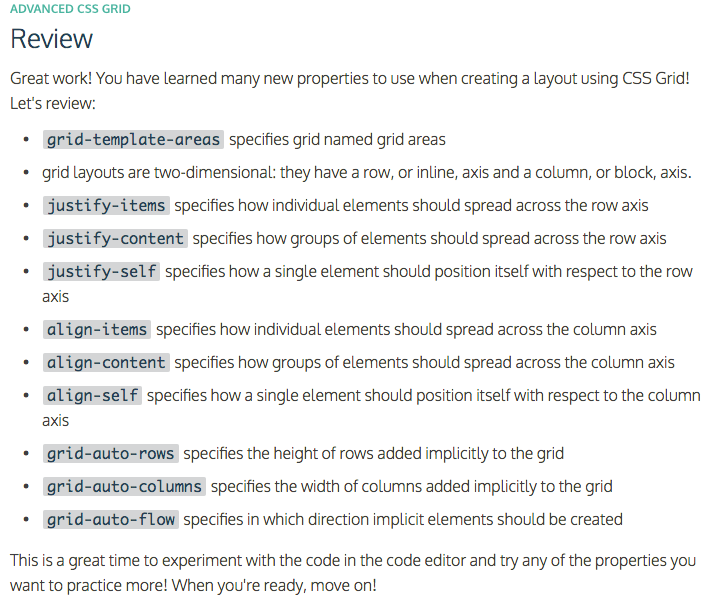 ADVANCED CSS GRID
Review
Great work! You have learned many new properties to use when creating a layout using CSS Grid!
Let's review:
• grid-template-areas specifies grid named grid areas
• grid layouts are two-dimensional: they have a row, or inline, axis and a column, or block, axis.
• justify-items specifies how individual elements should spread across the row axis
• justify-content specifies how groups of elements should spread across the row axis
• justify-self specifies how a single element should position itself with respect to the row
axis
• align-items specifies how individual elements should spread across the column axis
• align-content specifies how groups of elements should spread across the column axis
• align-self specifies how a single element should position itself with respect to the column
axis
• grid-auto-rows specifies the height of rows added implicitly to the grid
• grid-auto-columns specifies the width of columns added implicitly to the grid
• grid-auto-flow specifies in which direction implicit elements should be created
This is a great time to experiment with the code in the code editor and try any of the properties you
want to practice more! When you're ready, move on!